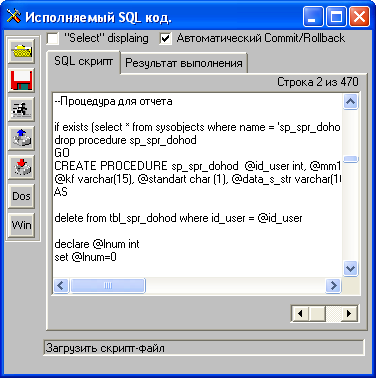 Исполняемый SQL код.
"Select" displaing
Автоматический Commit/Rollback
SQL скрипт
Результат выполнения
Строка 2 из 470
--Процедура для отчета
if exists (select * from sysobjects where name = 'sp_spr_doho
drop procedure sp_spr_dohod
GO
CREATE PROCEDURE sp_spr_dohod @id_user int, @mm1
@kf varchar(15), @standart char (1), @data_s_str varchar(10
AS
delete from tbl_spr_dohod where id_user = @id_user
declare @lnum int
set @lnum=0
Dos
Win
Загрузить скрипт-файл